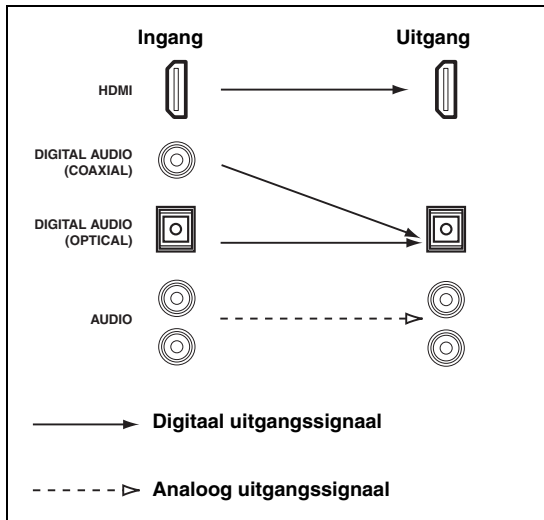 Ingang Uitgang
HDMI
DIGITAL AUDIO
(COAXIAL)
DIGITAL AUDIO
(OPTICAL)
AUDIO
Digitaal uitgangssignaal
Analoog uitgangssignaal